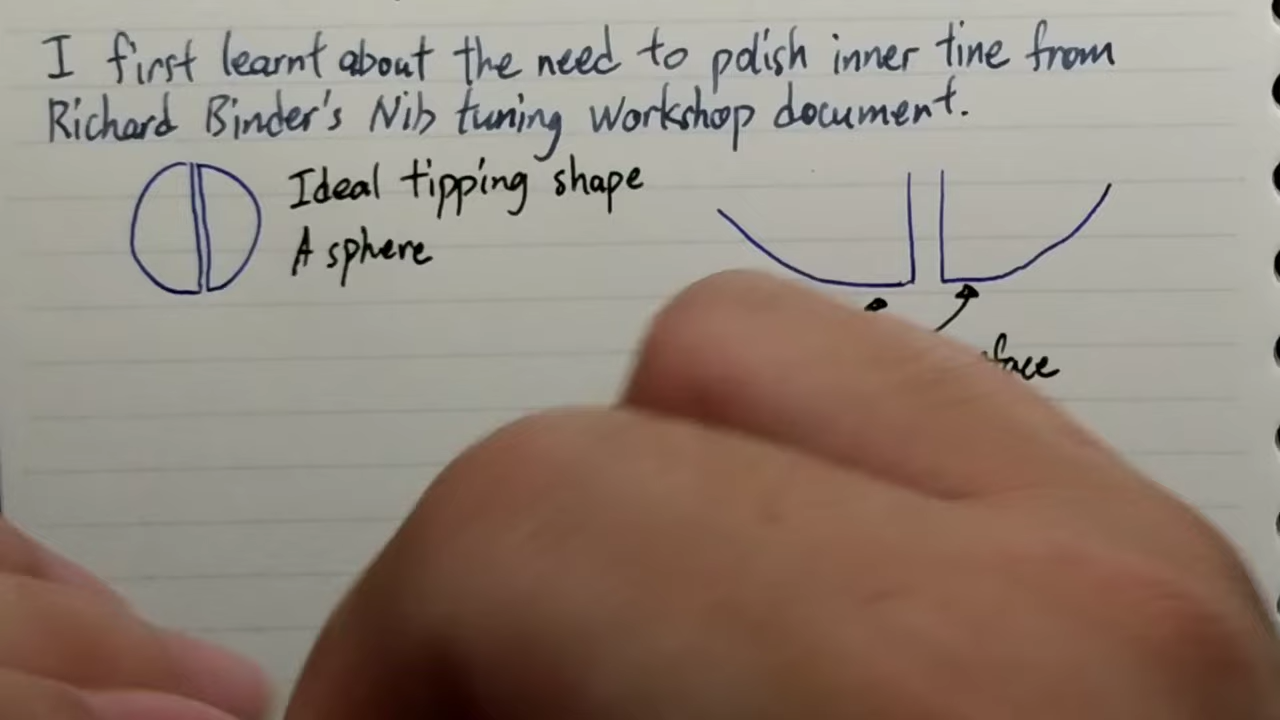 I first learnt about the need to polish inner tine from
Richard Binder's Nib tuning workshop document.
Ideal tipping shape
A sphere